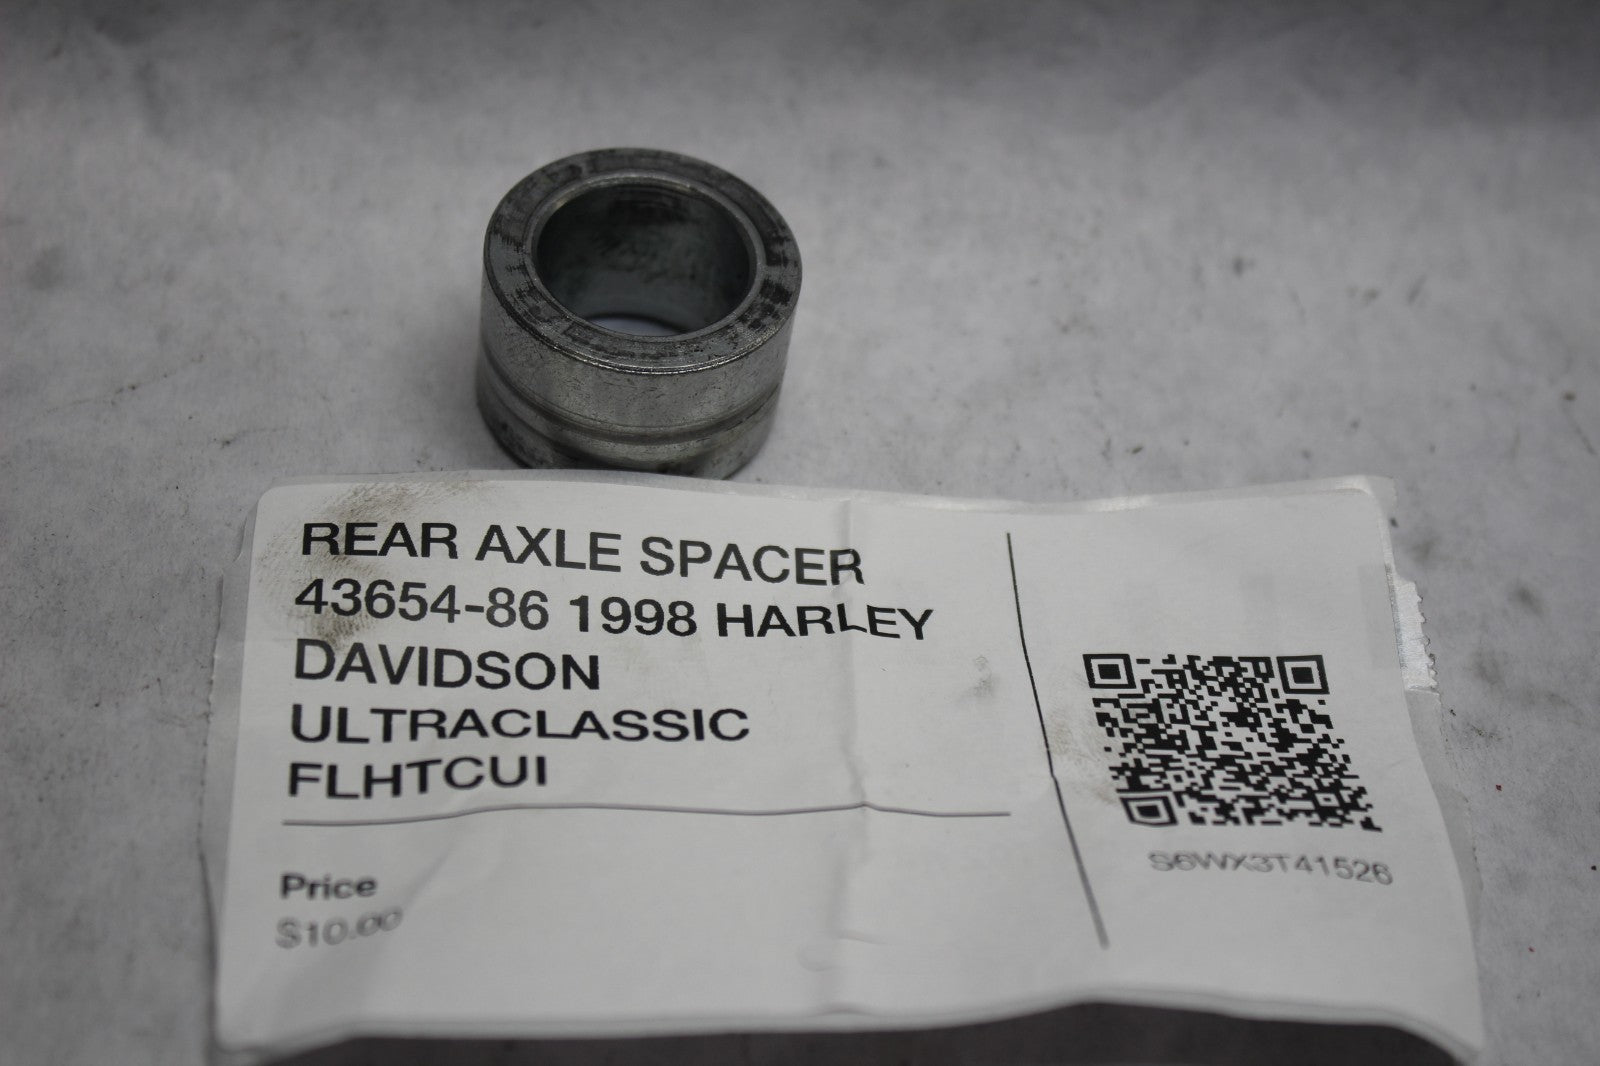 REAR AXLE SPACER
43654-86 1998 HARLEY
DAVIDSON
ULTRACLASSIC
FLHTCUI
Price
$10.00
S6WX3T41526